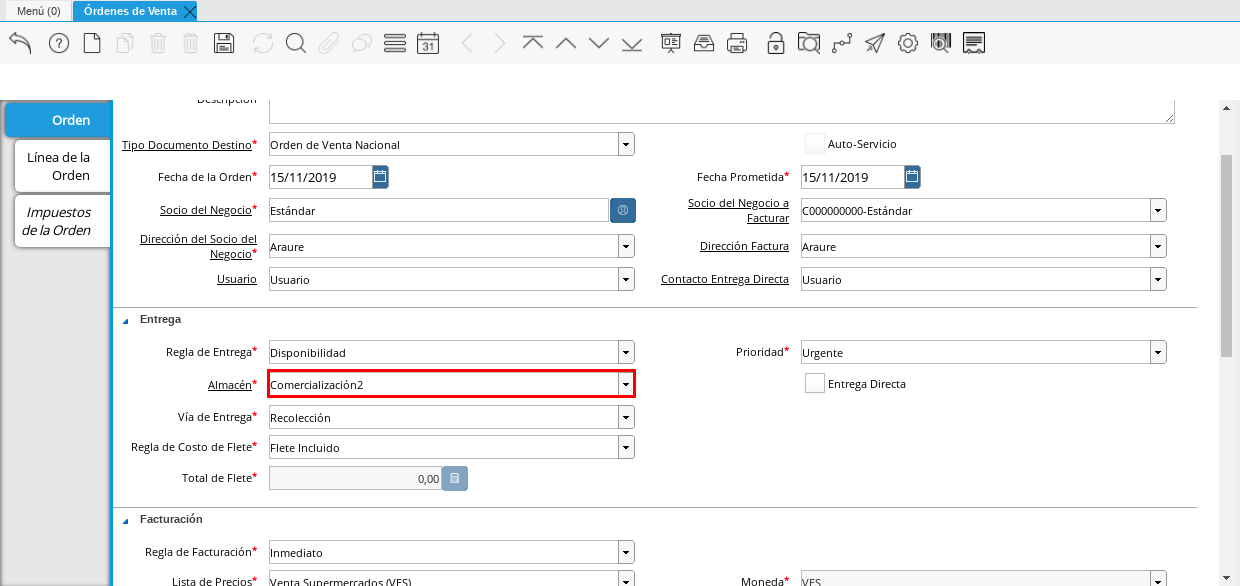 Menú (0)
Órdenes de Venta
31
Orden
Línea de la
Orden
Impuestos
de la Orden
Descripción
Tipo Documento Destino*
Orden de Venta Nacional
Auto-Servicio
Fecha de la Orden*
15/11/2019
Fecha Prometida*
15/11/2019
Socio del Negocio*
Estándar
Socio del Negocio a
Facturar
C000000000-Estándar
Dirección del Socio del
Negocio*
Araure
Dirección Factura
Araure
Usuario
Usuario
Contacto Entrega Directa
Usuario
Entrega
Regla de Entrega*
Disponibilidad
Prioridad*
Urgente
Almacén*
Comercialización2
Entrega Directa
Vía de Entrega*
Recolección
Regla de Costo de Flete*
Flete Incluido
Total de Flete*
0,00
Facturación
Regla de Facturación*
Inmediato
Lista de Precios*
Venta Supermercados (VES)
Moneda*
VES